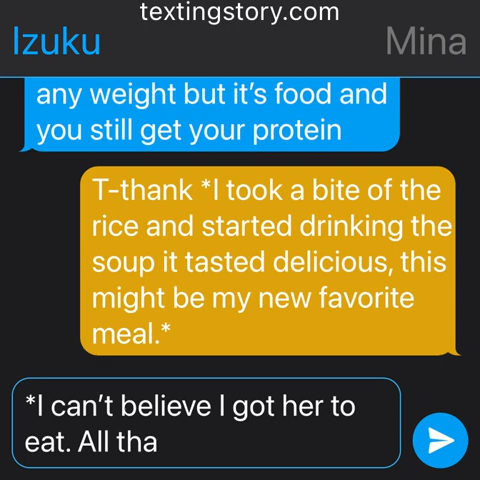 textingstory.com
Izuku
Mina
any weight but it’s food and
you still get your protein
T-thank *I took a bite of the
rice and started drinking the
soup it tasted delicious, this
might be my new favorite
meal.*
*I can’t believe I got her to
eat. All tha